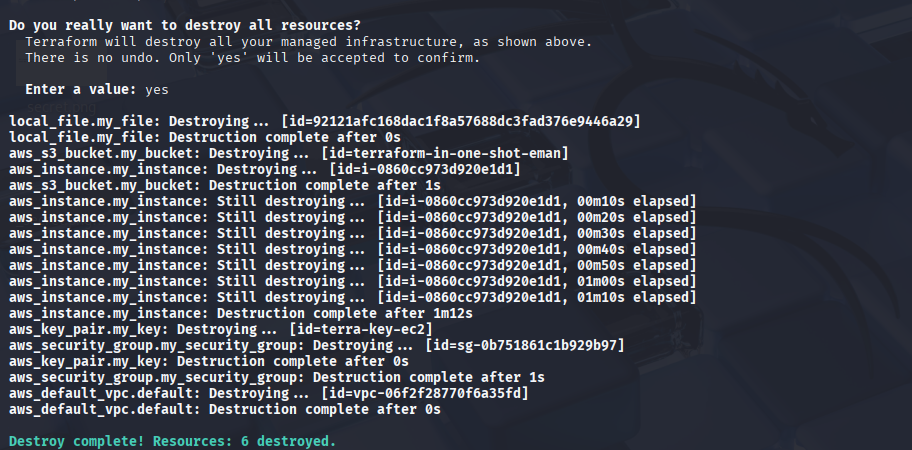 Do you really want to destroy all resources?
Terraform will destroy all your managed infrastructure, as shown above.
There is no undo. Only 'yes' will be accepted to confirm.
Enter a value: yes
local_file.my_file: Destroying... [id=92121afc168dac1f8a57688dc3fad376e9446a29]
local_file.my_file: Destruction complete after 0s
aws_s3_bucket.my_bucket: Destroying... [id=terraform-in-one-shot-eman]
aws_instance.my_instance: Destroying... [id=i-0860cc973d920e1d1]
aws_s3_bucket.my_bucket: Destruction complete after 1s
aws_instance.my_instance: Still destroying... [id=i-0860cc973d920e1d1, 00m10s elapsed]
aws_instance.my_instance: Still destroying... [id=i-0860cc973d920e1d1, 00m20s elapsed]
aws_instance.my_instance: Still destroying... [id=i-0860cc973d920e1d1, 00m30s elapsed]
aws_instance.my_instance: Still destroying... [id=i-0860cc973d920e1d1, 00m40s elapsed]
aws_instance.my_instance: Still destroying... [id=i-0860cc973d920e1d1, 00m50s elapsed]
aws_instance.my_instance: Still destroying... [id=i-0860cc973d920e1d1, 01m00s elapsed]
aws_instance.my_instance: Still destroying... [id=i-0860cc973d920e1d1, 01m10s elapsed]
aws_instance.my_instance: Destruction complete after 1m12s
aws_key_pair.my_key: Destroying... [id=terra-key-ec2]
aws_security_group.my_security_group: Destroying... [id=sg-0b751861c1b929b97]
aws_key_pair.my_key: Destruction complete after 0s
aws_security_group.my_security_group: Destruction complete after 1s
aws_default_vpc.default: Destroying... [id=vpc-06f2f28770f6a35fd]
aws_default_vpc.default: Destruction complete after 0s
Destroy complete! Resources: 6 destroyed.